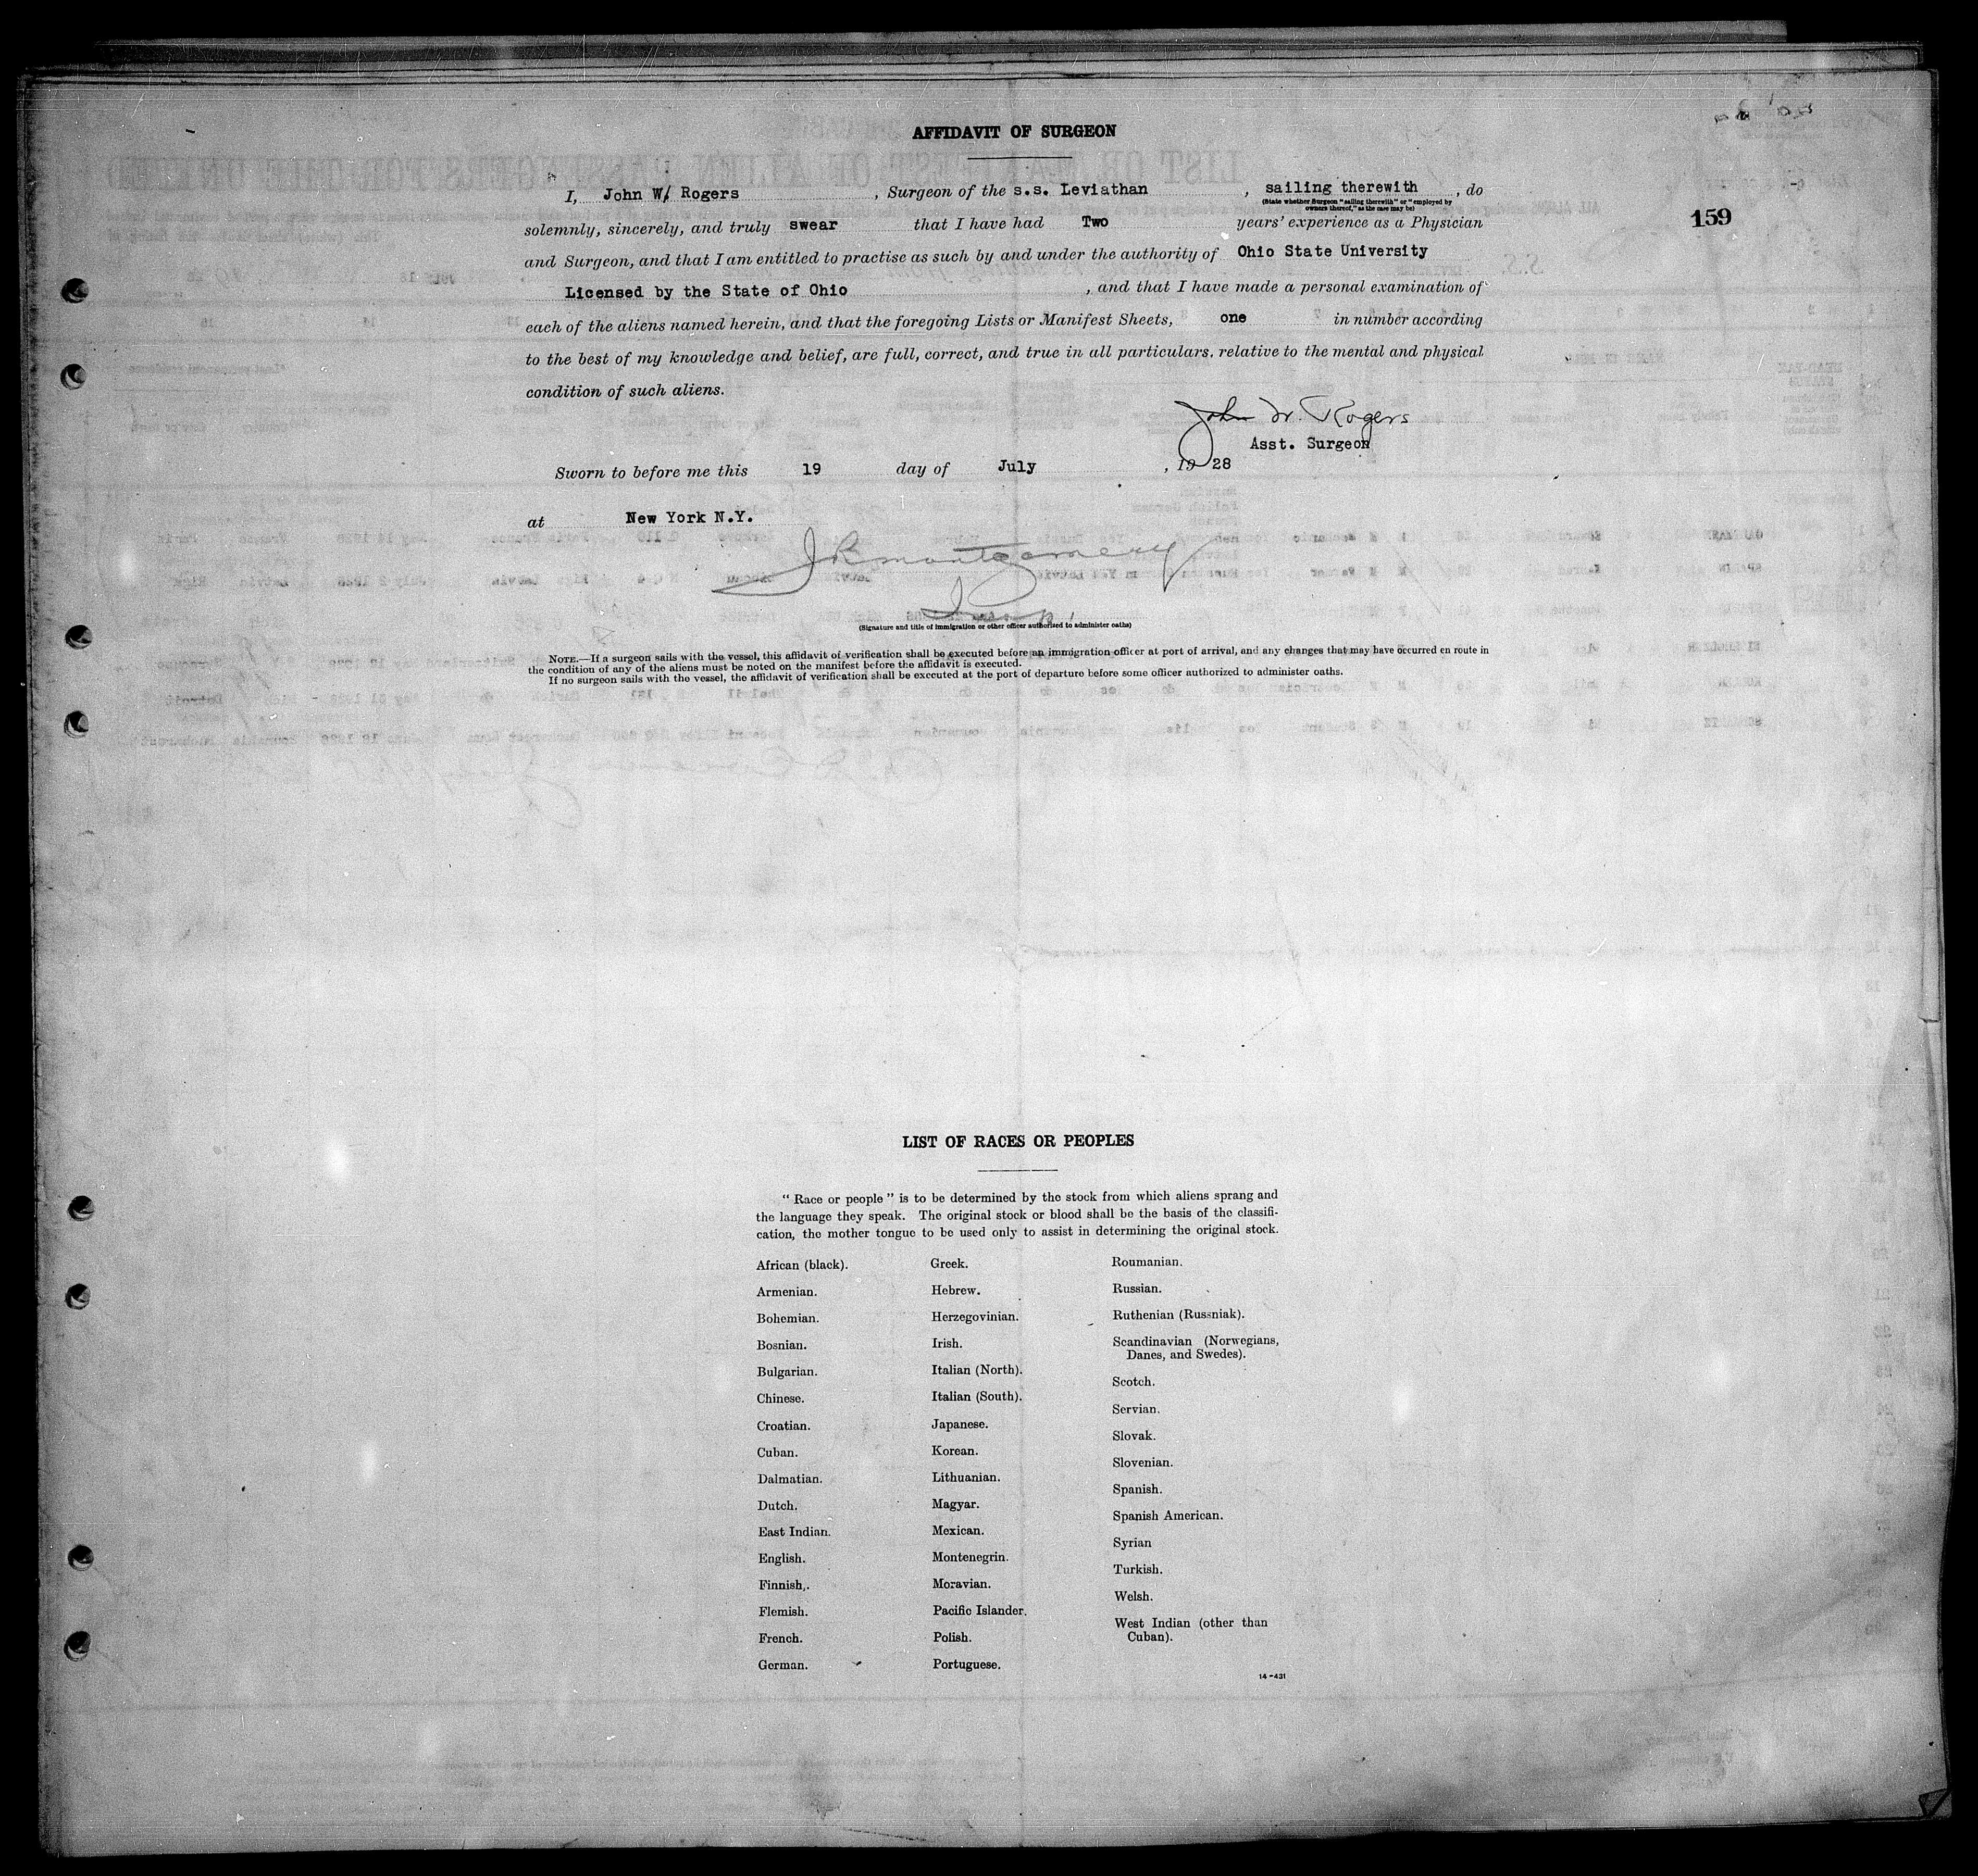 AFFIDAVIT OF SURGEON
159
I, John W/ Rogers , Surgeon of the s.s. Leviathan , sailing therewith , do
(State whether Surgeon "sailing therewith" or "employed by
owners thereof," as the case may be)
solemnly, sincerely, and truly swear that I have had Two years' experience as a Physician
and Surgeon, and that I am entitled to practise as such by and under the authority of Ohio State University
Licensed by the State of Ohio , and that I have made a personal examination of
each of the aliens named herein, and that the foregoing Lists or Manifest Sheets, one in number according
to the best of my knowledge and belief, are full, correct, and true in all particulars, relative to the mental and physical
condition of such aliens.
John W. Rogers
Asst. Surgeon
Sworn to before me this 19 day of July , 19 28
at New York N.Y.
J R Montgomery
Insp.
(Signature and title of immigration or other officer authorized to administer oaths)
NOTE.—If a surgeon sails with the vessel, this affidavit of verification shall be executed before an immigration officer at port of arrival, and any changes that may have occurred en route in
the condition of any of the aliens must be noted on the manifest before the affidavit is executed.
If no surgeon sails with the vessel, the affidavit of verification shall be executed at the port of departure before some officer authorized to administer oaths.
LIST OF RACES OR PEOPLES
"Race or people" is to be determined by the stock from which aliens sprang and
the language they speak. The original stock or blood shall be the basis of the classifi-
cation, the mother tongue to be used only to assist in determining the original stock.
African (black).
Armenian.
Bohemian.
Bosnian.
Bulgarian.
Chinese.
Croatian.
Cuban.
Dalmatian.
Dutch.
East Indian.
English.
Finnish.
Flemish.
French.
German.
Greek.
Hebrew.
Herzegovinian.
Irish.
Italian (North).
Italian (South).
Japanese.
Korean.
Lithuanian.
Magyar.
Mexican.
Montenegrin.
Moravian.
Pacific Islander.
Polish.
Portuguese.
Roumanian.
Russian.
Ruthenian (Russniak).
Scandinavian (Norwegians,
Danes, and Swedes).
Scotch.
Servian.
Slovak.
Slovenian.
Spanish.
Spanish American.
Syrian
Turkish.
Welsh.
West Indian (other than
Cuban).
14-431